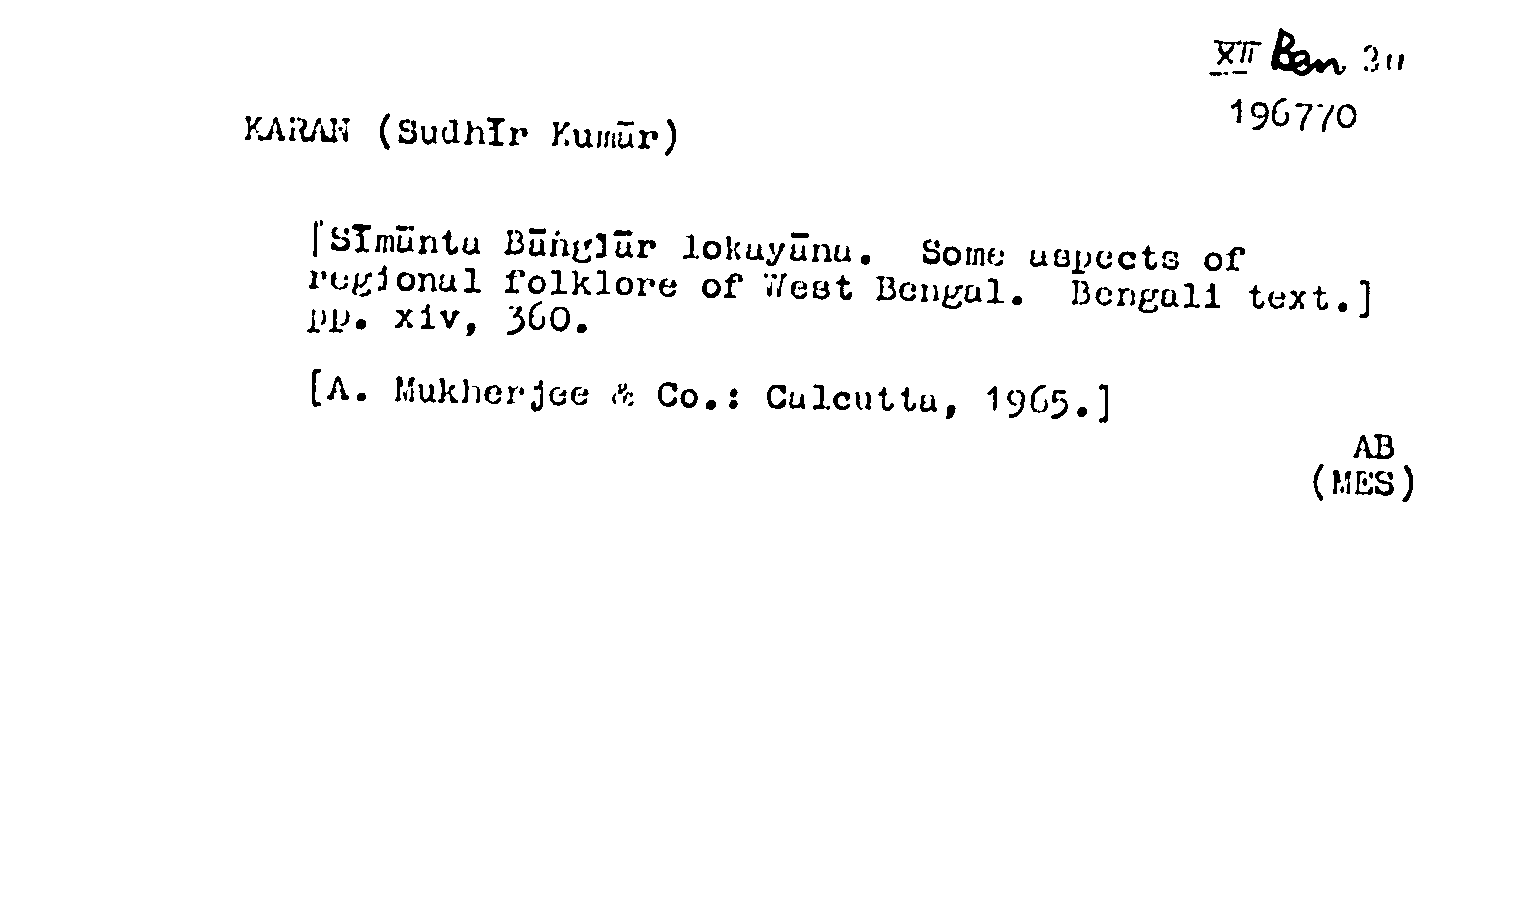 XII Ben
196770
KARAN (Sudhīr Kumār)
[Sīmānta Bāṅglār lokayāna. Some aspects of
regional folklore of West Bengal. Bengali text.]
pp. xiv, 360.
[A. Mukherjee & Co.: Calcutta, 1965.]
AB
(MES)